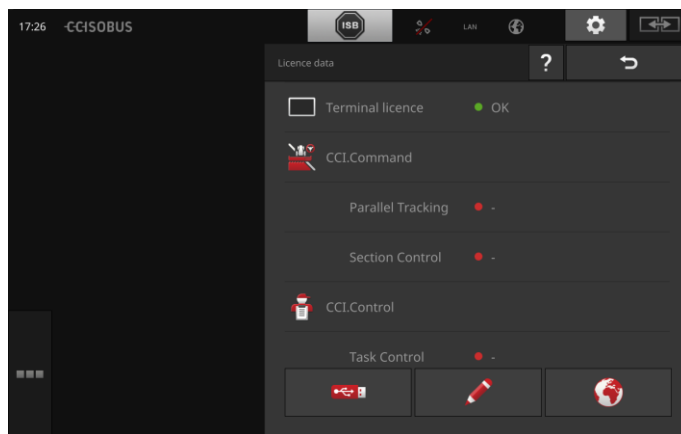 17:26 CCISOBUS ISB LAN
Licence data ?
Terminal licence OK
CCI.Command
Parallel Tracking -
Section Control -
CCI.Control
Task Control -